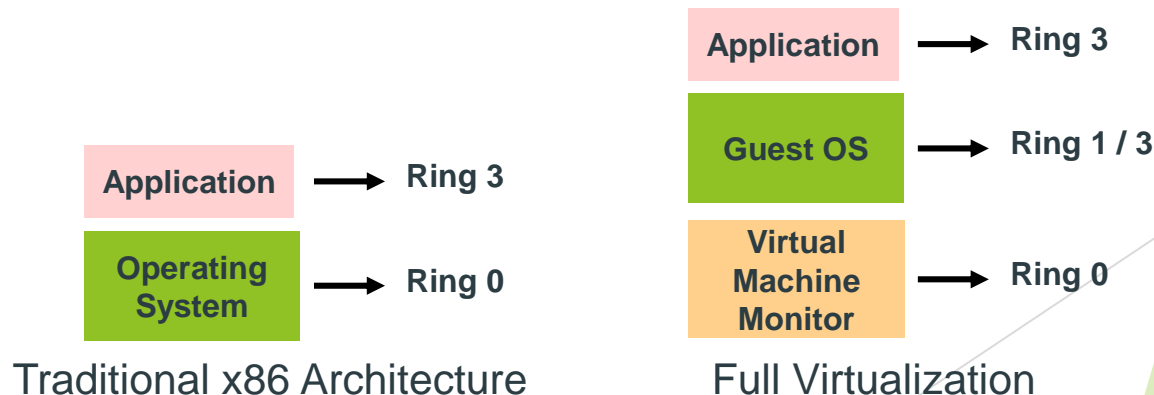 Application
Ring 3
Operating
System
Ring 0
Traditional x86 Architecture
Application
Ring 3
Guest OS
Ring 1 / 3
Virtual
Machine
Monitor
Ring 0
Full Virtualization